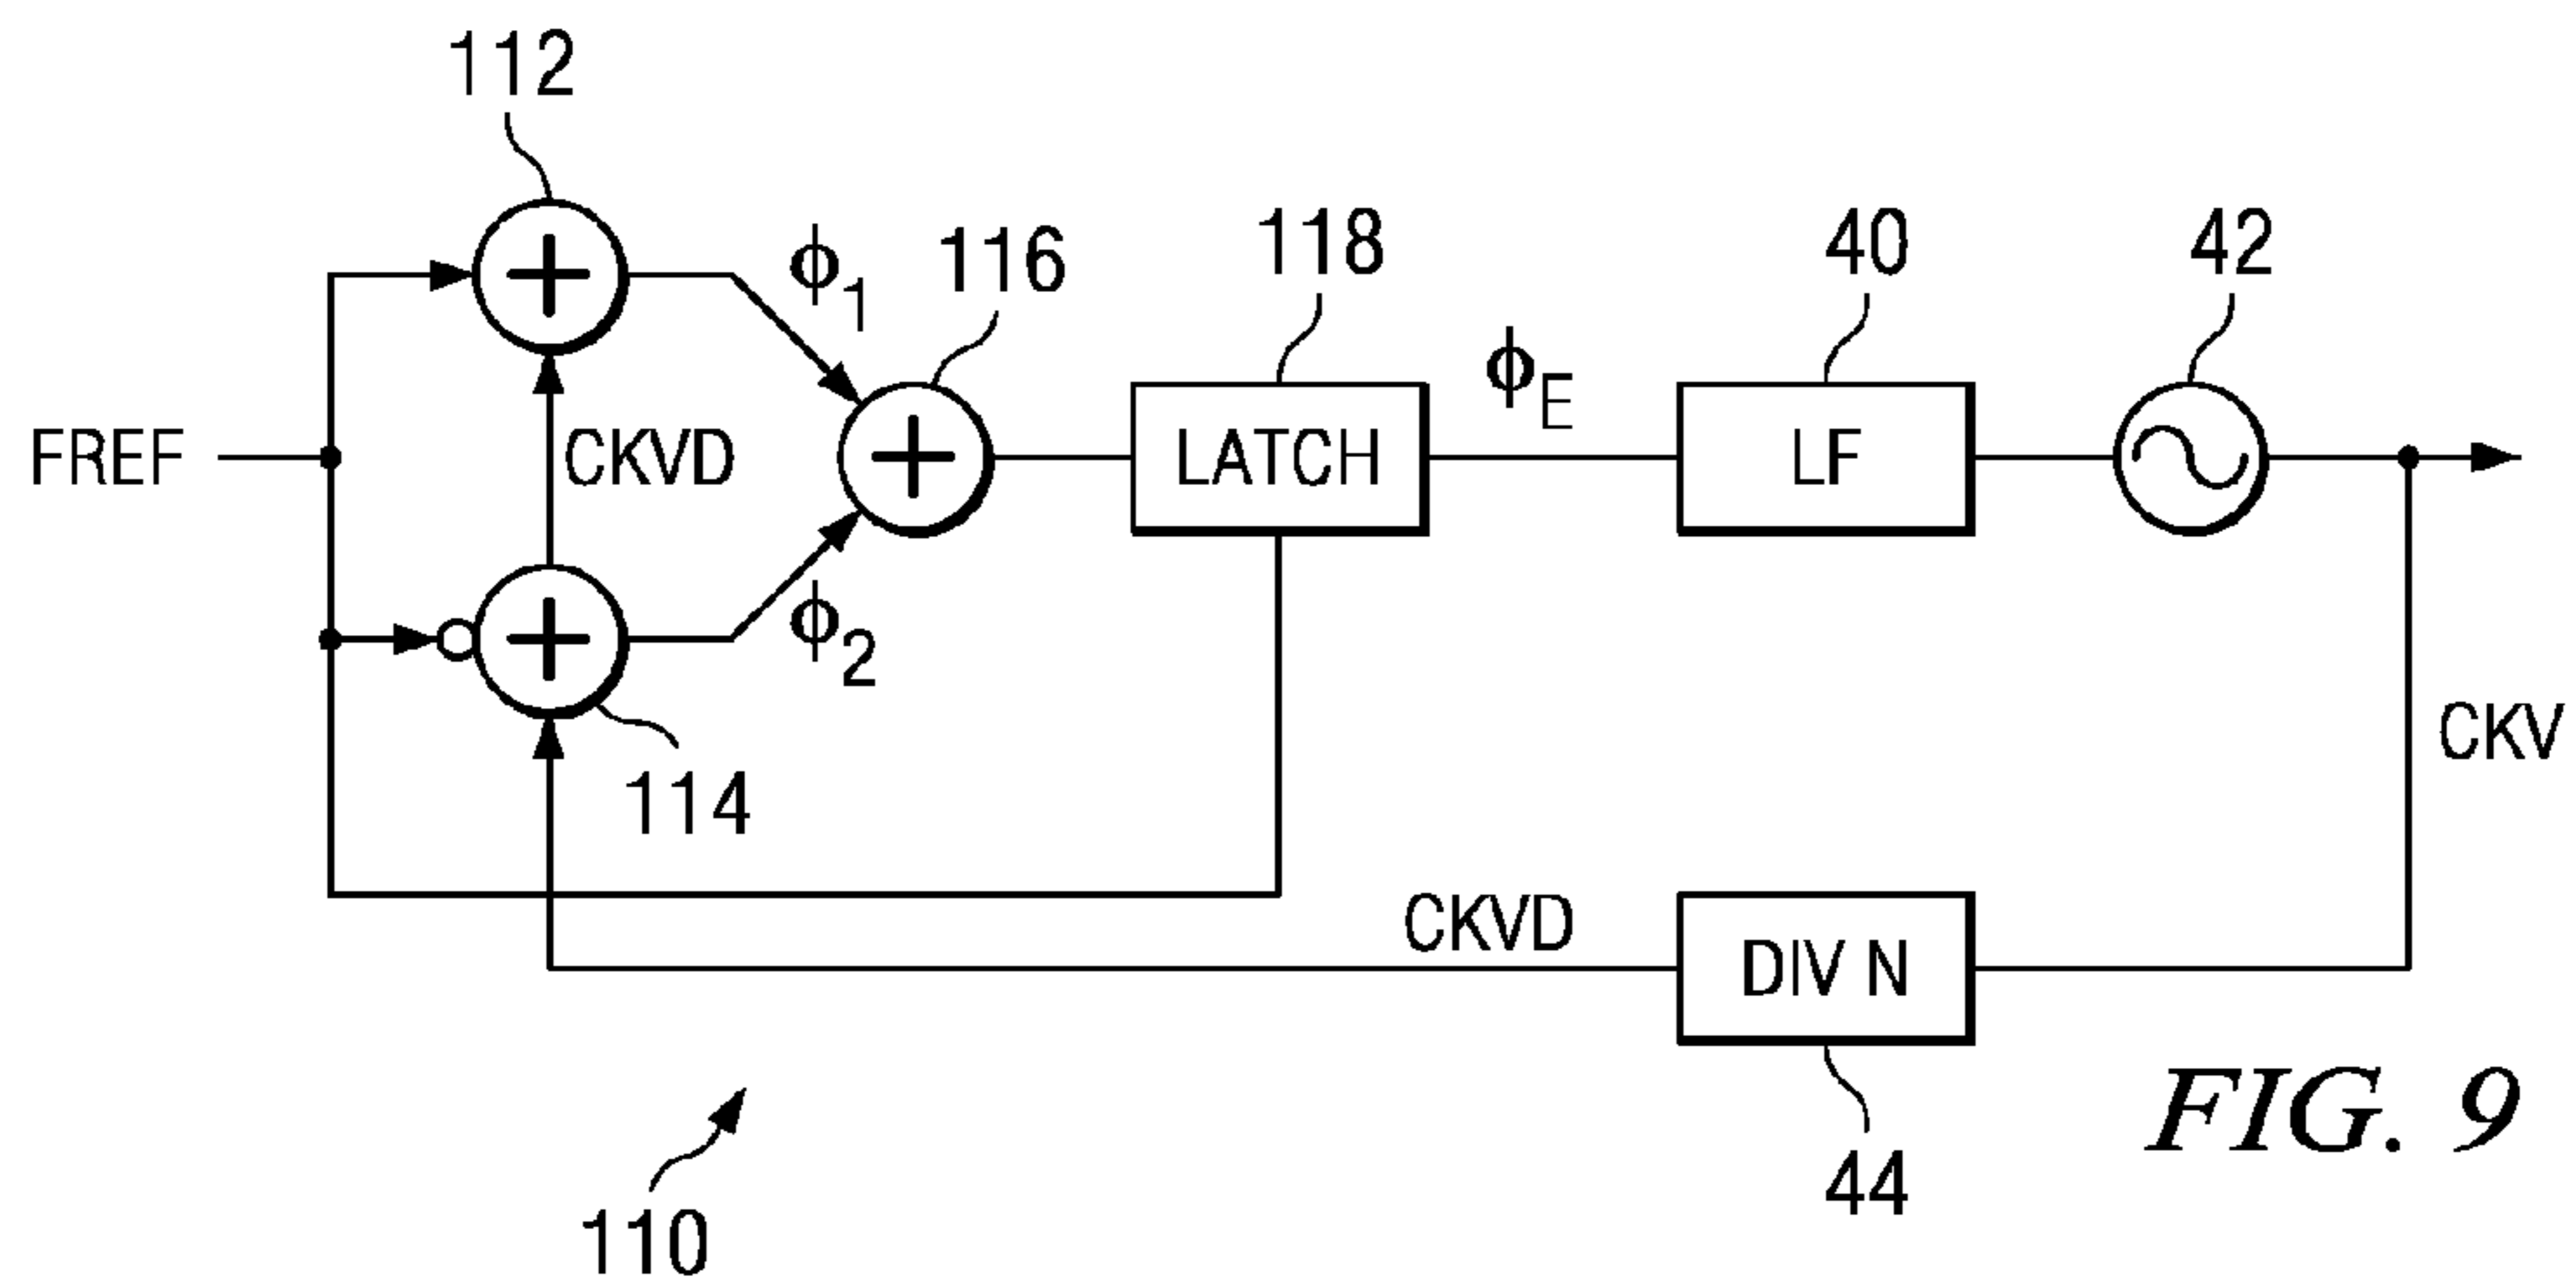 112
ϕ1
116
118
40
42
FREF
CKVD
ϕE
LATCH
LF
ϕ2
114
CKV
CKVD
DIV N
44
110
FIG. 9